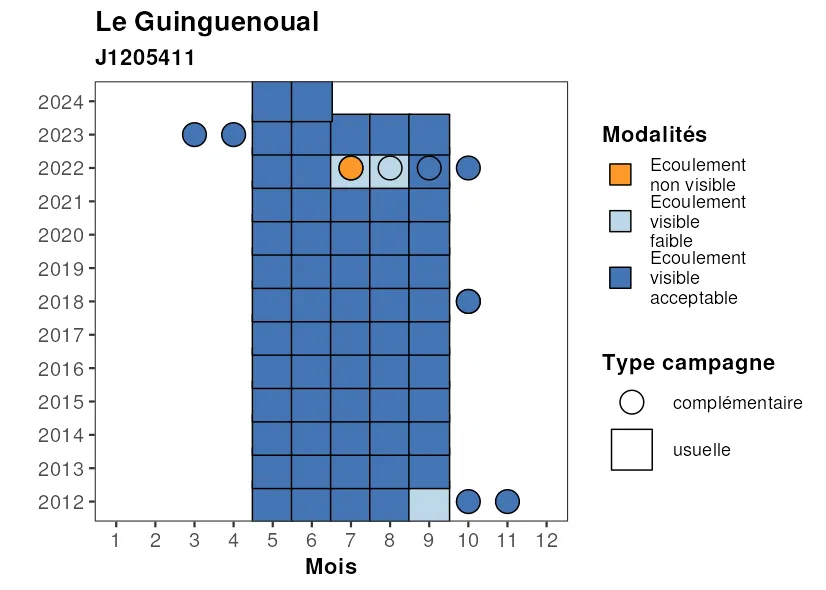 Le Guinguenoual
J1205411
2024
2023
2022
2021
2020
2019
2018
2017
2016
2015
2014
2013
2012
1 2 3 4 5 6 7 8 9 10 11 12
Mois
Modalités
Ecoulement
non visible
Ecoulement
visible
faible
Ecoulement
visible
acceptable
Type campagne
complémentaire
usuelle